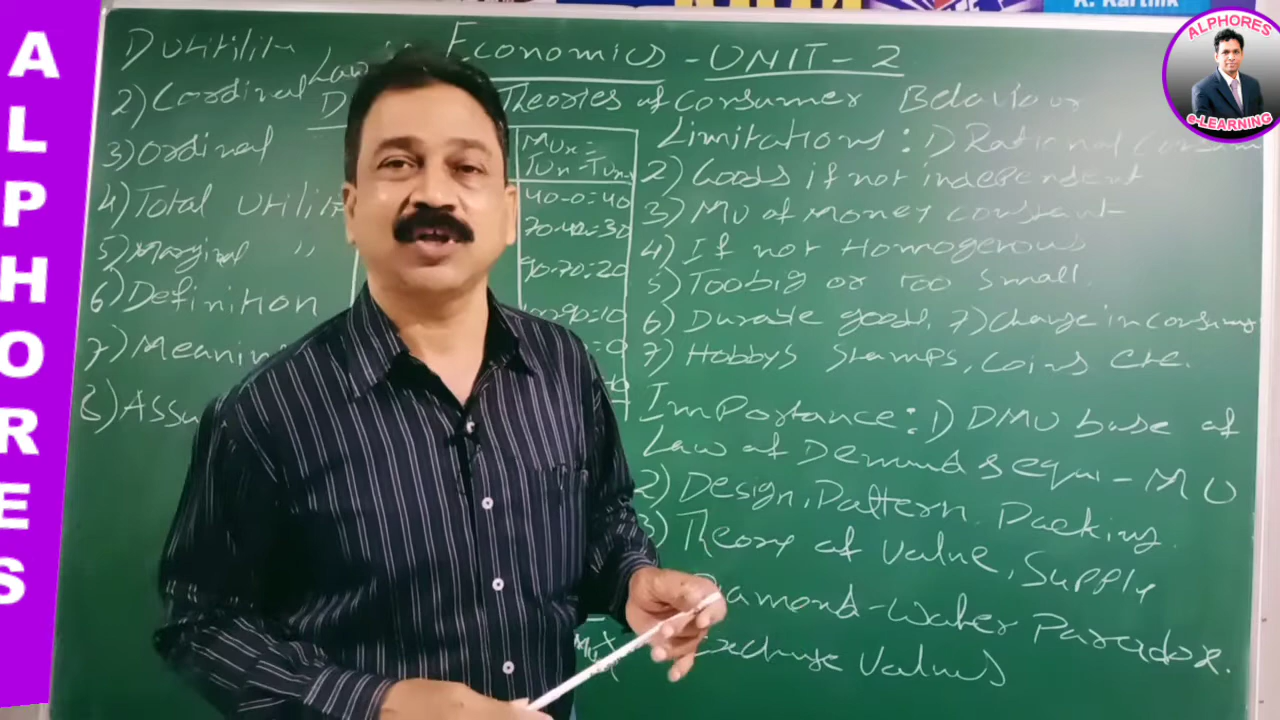 K. Karthik
ALPHORES
e-LEARNING
ALPHORES
Economics - UNIT - 2
Theories of Consumer Behaviour
1) Utility
2) Cardinal
3) Ordinal
4) Total Utility
5) Marginal "
6) Definition
7) Meaning
8) Assu
Law
D
MUx =
TUn-TUn-1
40-0=40
70-40=30
90-70=20
100-90=10
=0
Limitations: 1) Rational
2) Goods if not independent
3) MU of Money constant
4) If not Homogenous
5) Too big or Too Small.
6) Durable goods, 7) Change in
7) Hobbys Stamps, Coins etc.
Importance: 1) DMU base of
Law of Demand & equi-MU
2) Design, Pattern, Packing.
3) Theory of Value, Supply
Diamond-Water Paradox.
exchange Values